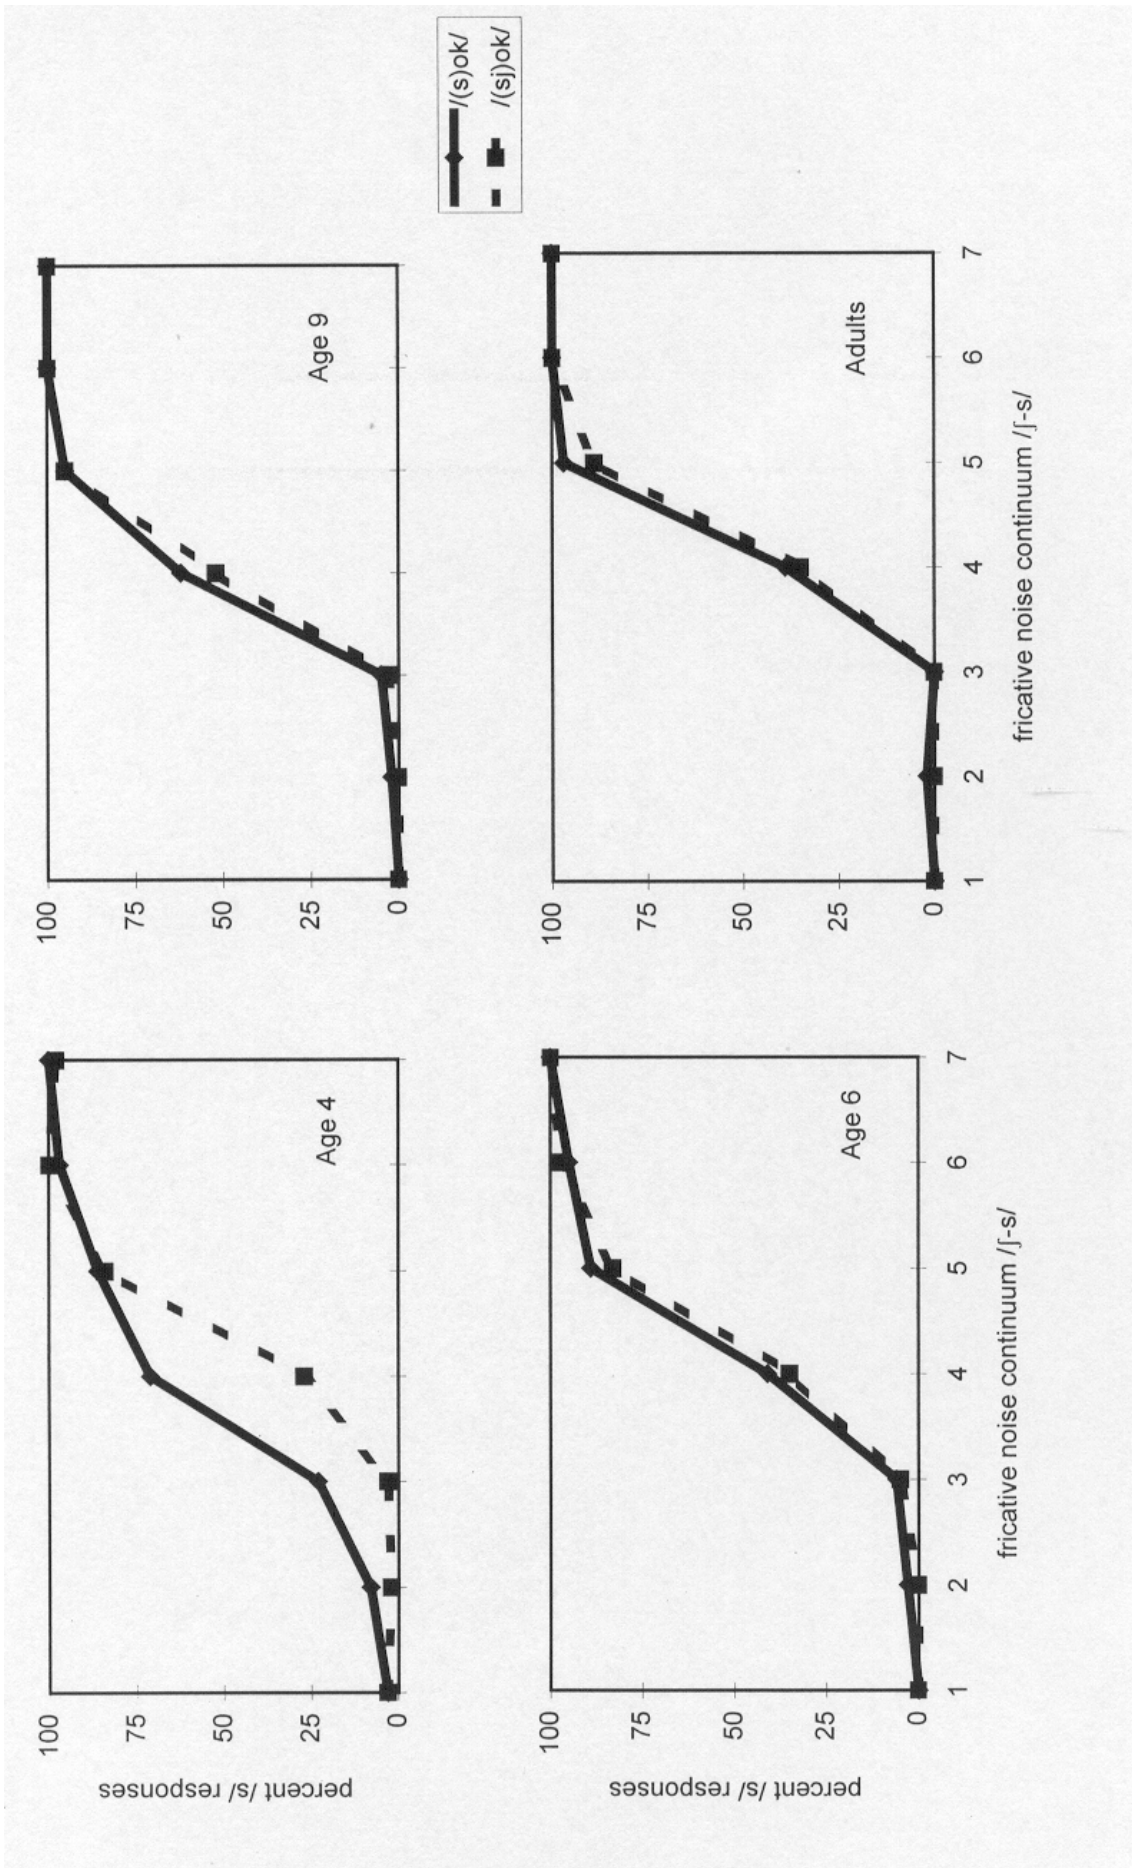 /(s)ok/
/(sj)ok/
percent /s/ responses
100
75
50
25
0
Age 4
100
75
50
25
0
Age 9
percent /s/ responses
100
75
50
25
0
Age 6
1 2 3 4 5 6 7
fricative noise continuum /ʃ-s/
100
75
50
25
0
Adults
1 2 3 4 5 6 7
fricative noise continuum /ʃ-s/